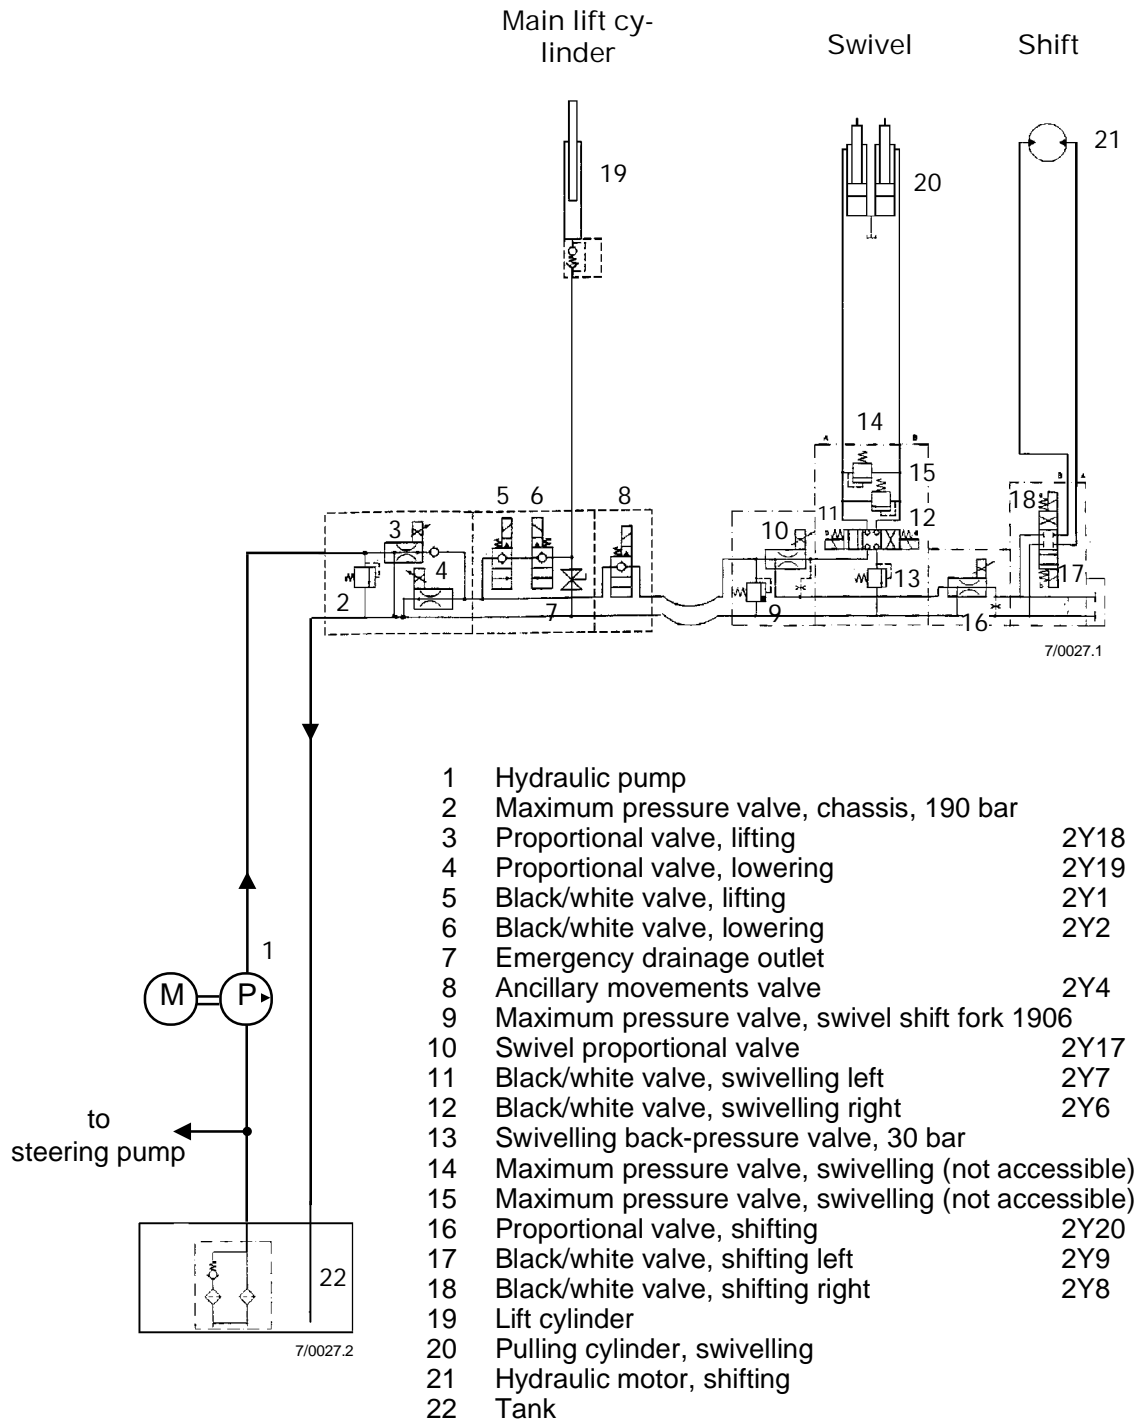 Main lift cy-
linder
Swivel
Shift
19
20
21
14
15
5
6
8
3
4
2
7
10
11
12
13
9
18
17
16
A
B
B
A
7/0027.1
1
M
P
to
steering pump
22
7/0027.2
1 Hydraulic pump
2 Maximum pressure valve, chassis, 190 bar
3 Proportional valve, lifting 2Y18
4 Proportional valve, lowering 2Y19
5 Black/white valve, lifting 2Y1
6 Black/white valve, lowering 2Y2
7 Emergency drainage outlet
8 Ancillary movements valve 2Y4
9 Maximum pressure valve, swivel shift fork 1906
10 Swivel proportional valve 2Y17
11 Black/white valve, swivelling left 2Y7
12 Black/white valve, swivelling right 2Y6
13 Swivelling back-pressure valve, 30 bar
14 Maximum pressure valve, swivelling (not accessible)
15 Maximum pressure valve, swivelling (not accessible)
16 Proportional valve, shifting 2Y20
17 Black/white valve, shifting left 2Y9
18 Black/white valve, shifting right 2Y8
19 Lift cylinder
20 Pulling cylinder, swivelling
21 Hydraulic motor, shifting
22 Tank